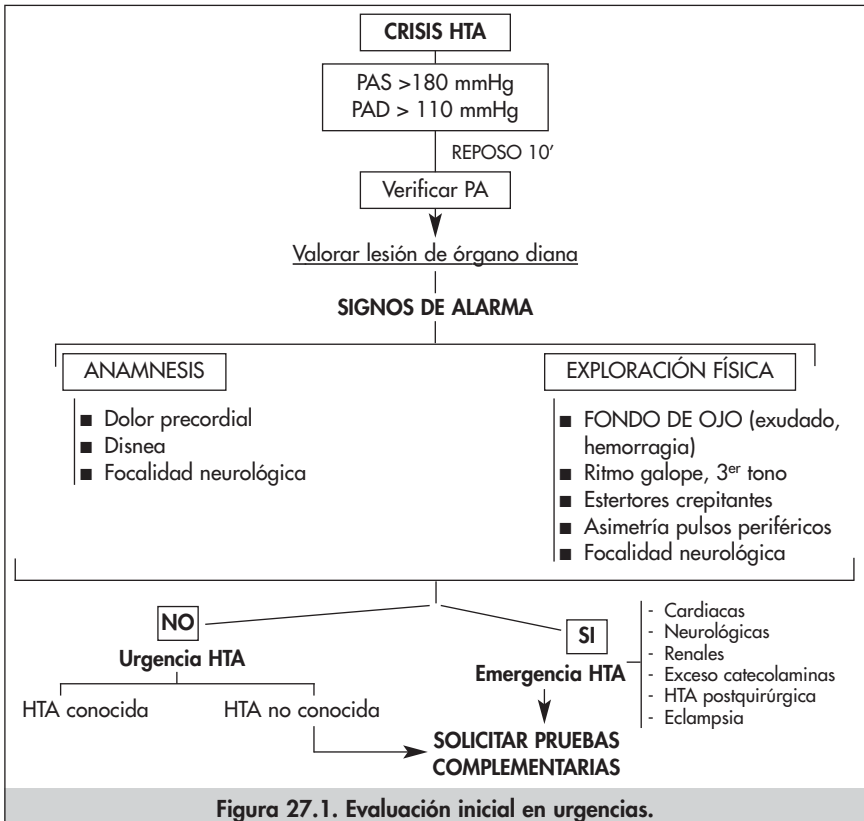 CRISIS HTA
PAS >180 mmHg
PAD > 110 mmHg
REPOSO 10’
Verificar PA
Valorar lesión de órgano diana
SIGNOS DE ALARMA
ANAMNESIS
■ Dolor precordial
■ Disnea
■ Focalidad neurológica
EXPLORACIÓN FÍSICA
■ FONDO DE OJO (exudado,
hemorragia)
■ Ritmo galope, 3er tono
■ Estertores crepitantes
■ Asimetría pulsos periféricos
■ Focalidad neurológica
NO
Urgencia HTA
HTA conocida
HTA no conocida
SI
Emergencia HTA
- Cardiacas
- Neurológicas
- Renales
- Exceso catecolaminas
- HTA postquirúrgica
- Eclampsia
SOLICITAR PRUEBAS
COMPLEMENTARIAS
Figura 27.1. Evaluación inicial en urgencias.